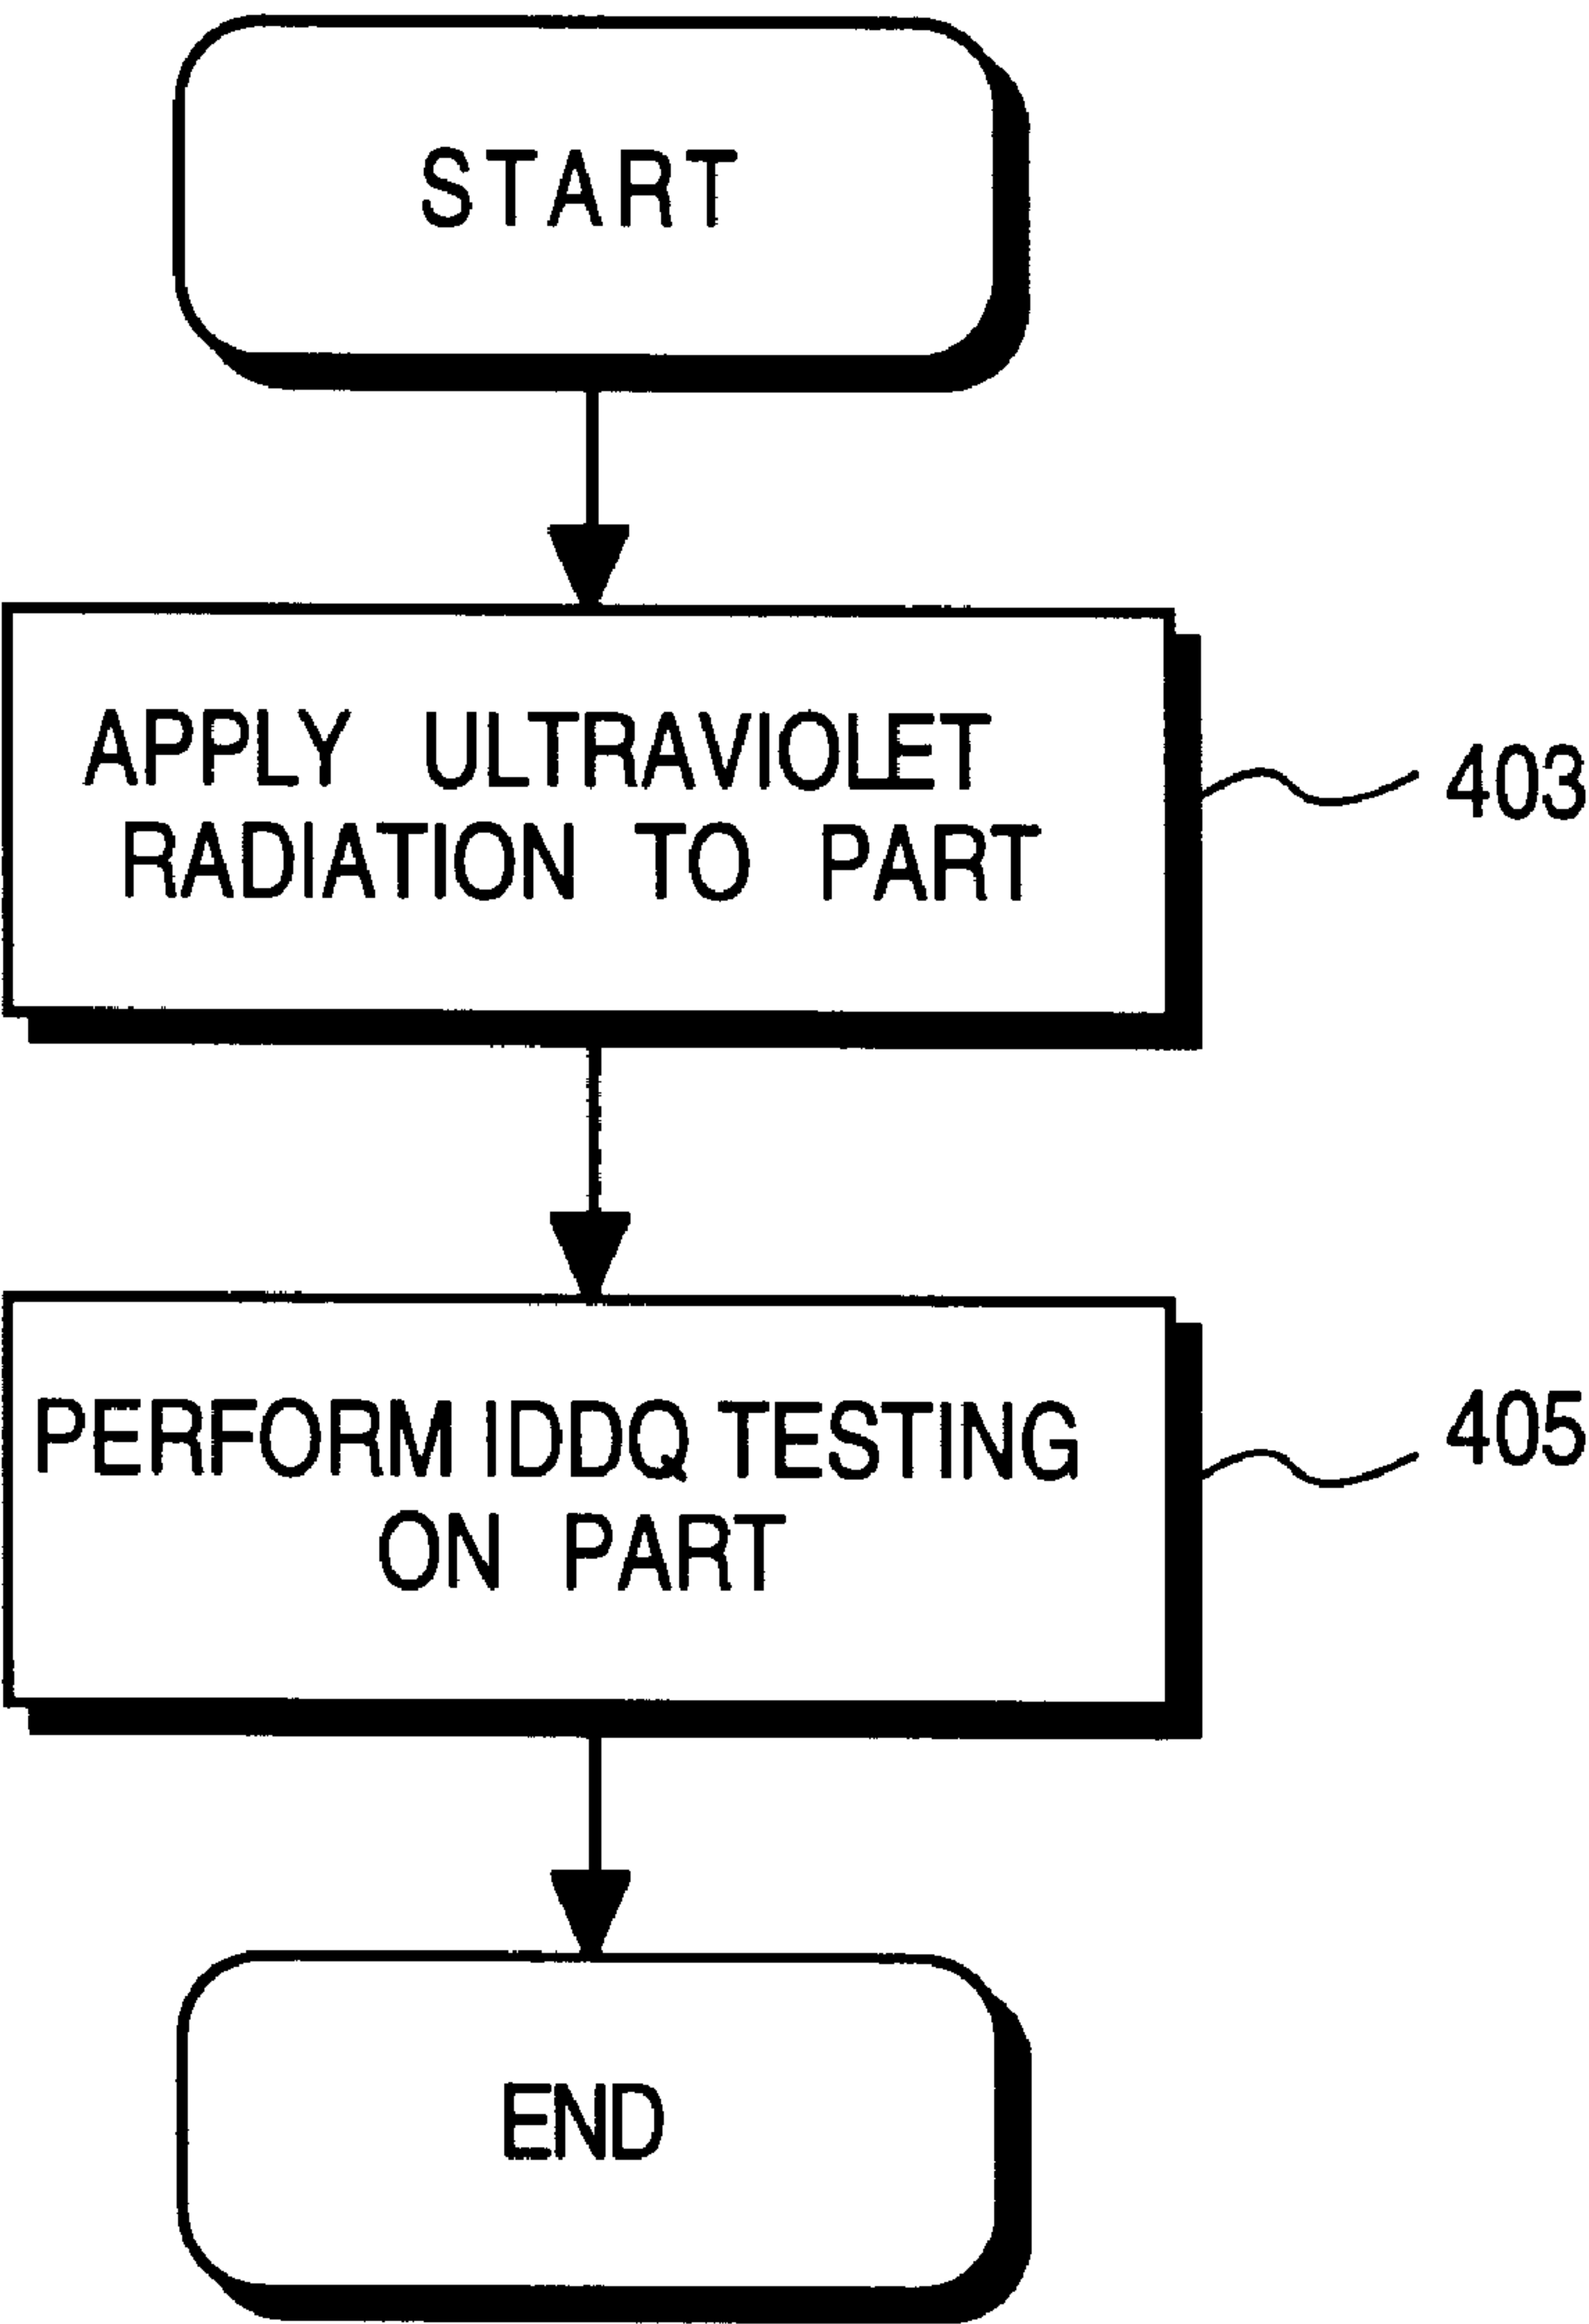 START
APPLY ULTRAVIOLET
RADIATION TO PART
403
PERFORM IDDQ TESTING
ON PART
405
END